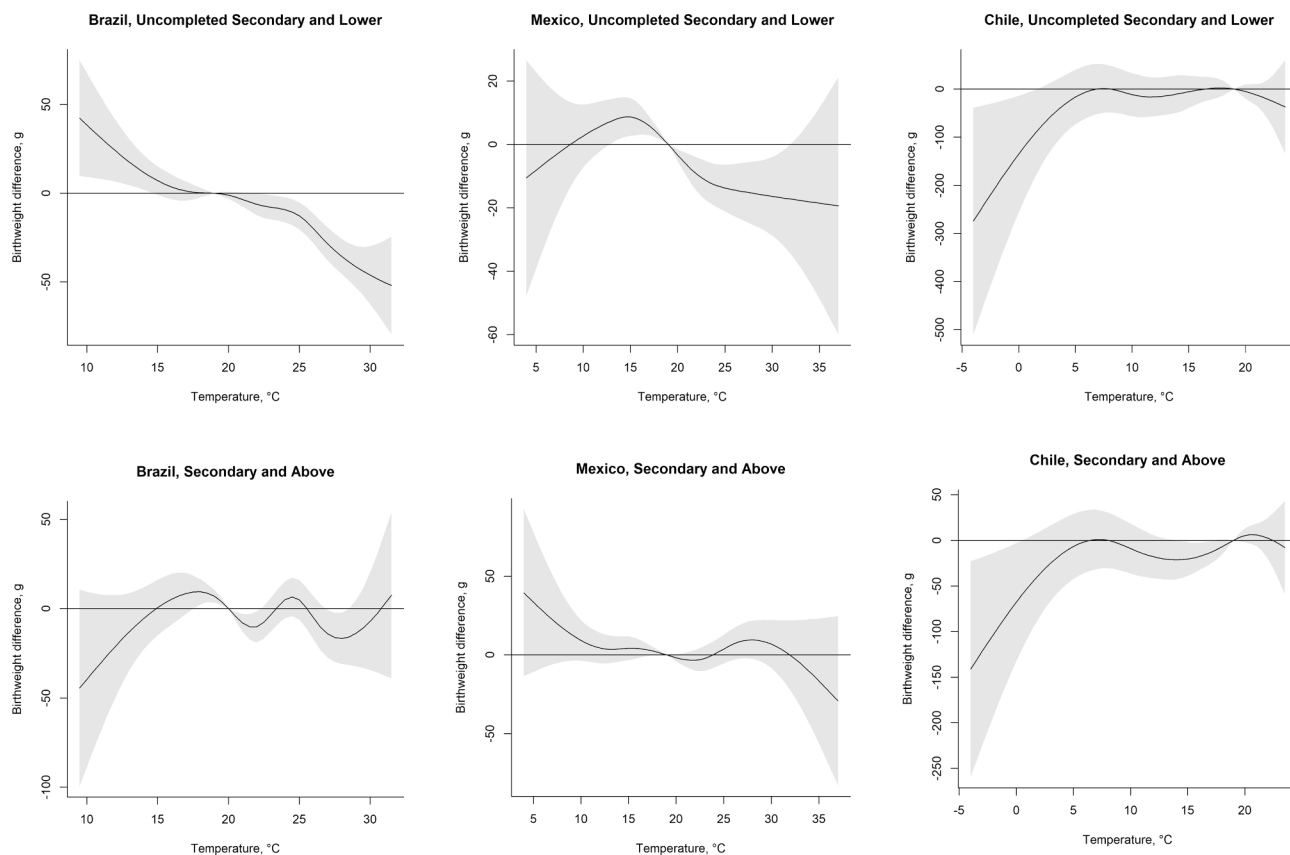 Brazil, Uncompleted Secondary and Lower
Birthweight difference, g
50
0
-50
10 15 20 25 30
Temperature, °C
Mexico, Uncompleted Secondary and Lower
Birthweight difference, g
20
0
-20
-40
-60
5 10 15 20 25 30 35
Temperature, °C
Chile, Uncompleted Secondary and Lower
Birthweight difference, g
0
-100
-200
-300
-400
-500
-5 0 5 10 15 20
Temperature, °C
Brazil, Secondary and Above
Birthweight difference, g
50
0
-50
-100
10 15 20 25 30
Temperature, °C
Mexico, Secondary and Above
Birthweight difference, g
50
0
-50
5 10 15 20 25 30 35
Temperature, °C
Chile, Secondary and Above
Birthweight difference, g
50
0
-50
-100
-150
-200
-250
-5 0 5 10 15 20
Temperature, °C